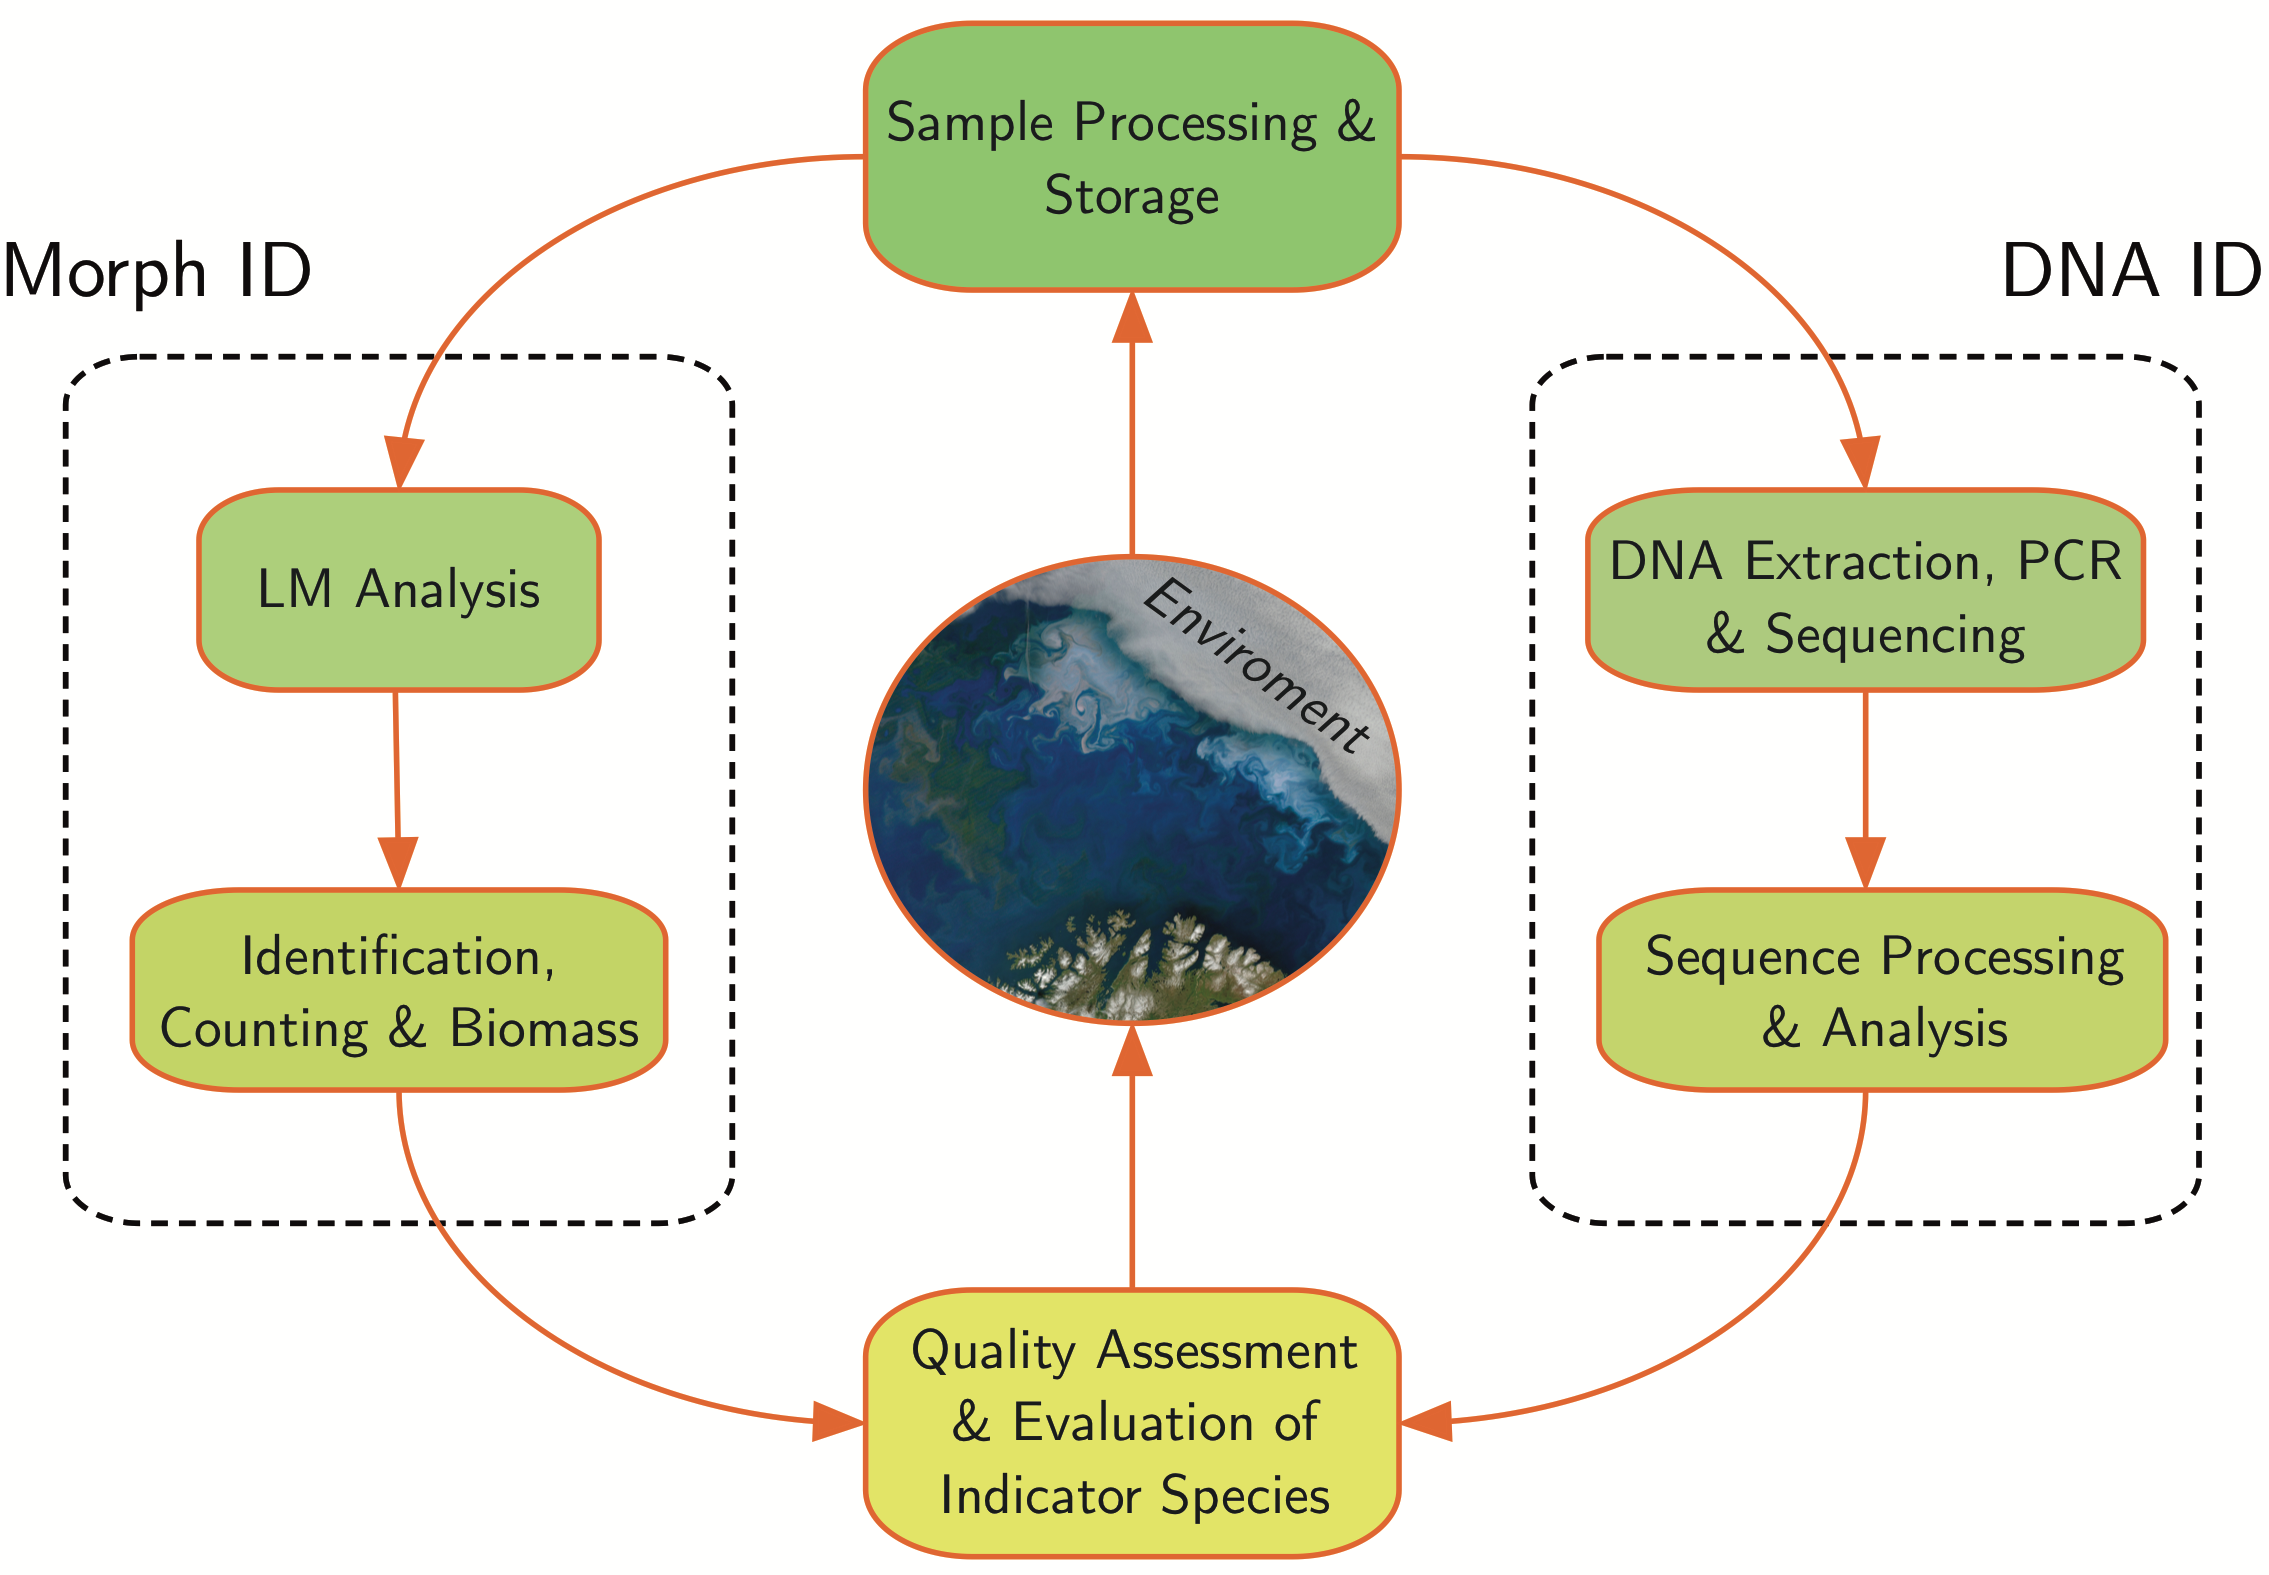 Sample Processing &
Storage
Morph ID
DNA ID
LM Analysis
DNA Extraction, PCR
& Sequencing
Enviroment
Identification,
Counting & Biomass
Sequence Processing
& Analysis
Quality Assessment
& Evaluation of
Indicator Species